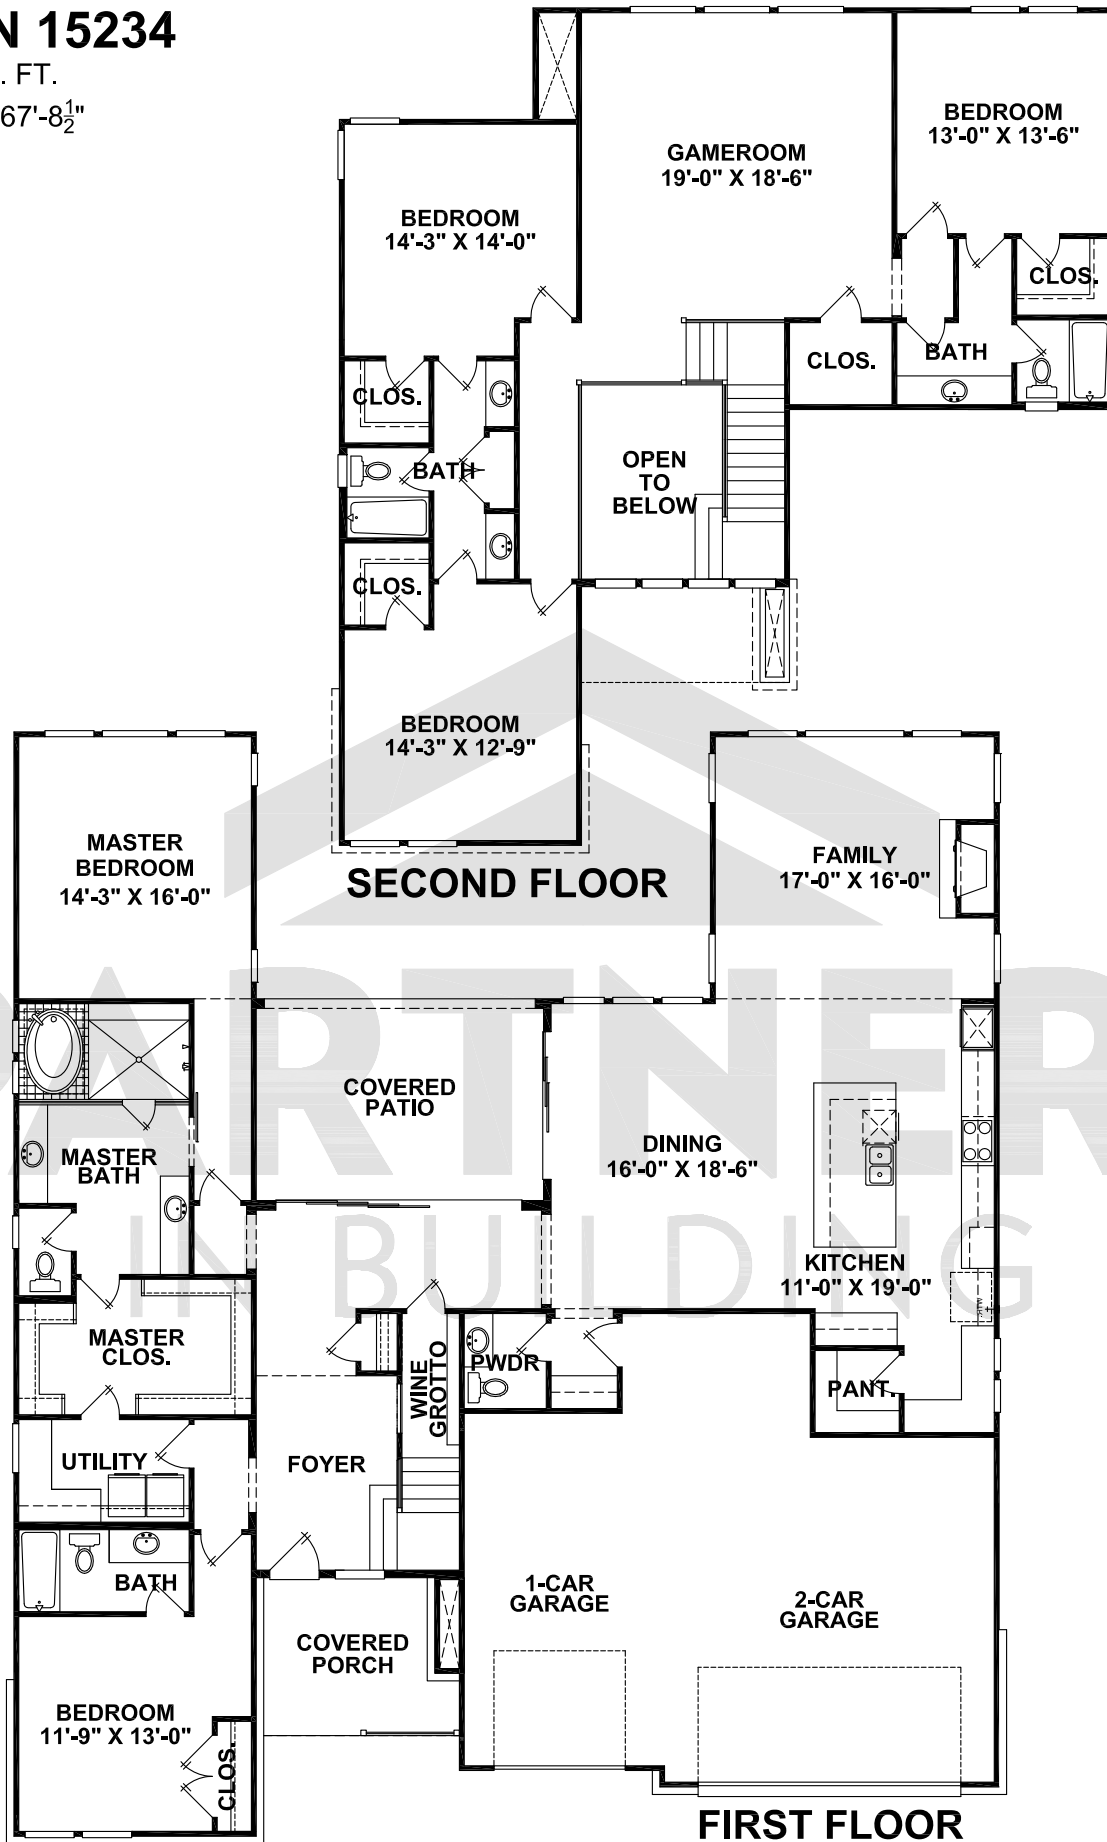 N 15234
. FT.
67'-8½"
BEDROOM
13'-0" X 13'-6"
GAMEROOM
19'-0" X 18'-6"
BEDROOM
14'-3" X 14'-0"
CLOS.
CLOS.
BATH
CLOS.
BATH
OPEN
TO
BELOW
CLOS.
BEDROOM
14'-3" X 12'-9"
SECOND FLOOR
MASTER
BEDROOM
14'-3" X 16'-0"
FAMILY
17'-0" X 16'-0"
COVERED
PATIO
DINING
16'-0" X 18'-6"
MASTER
BATH
KITCHEN
11'-0" X 19'-0"
MASTER
CLOS.
WINE
GROTTO
PWDR
PANT.
UTILITY
FOYER
BATH
1-CAR
GARAGE
2-CAR
GARAGE
COVERED
PORCH
BEDROOM
11'-9" X 13'-0"
CLOS.
FIRST FLOOR
PARTNER
IN BUILDING